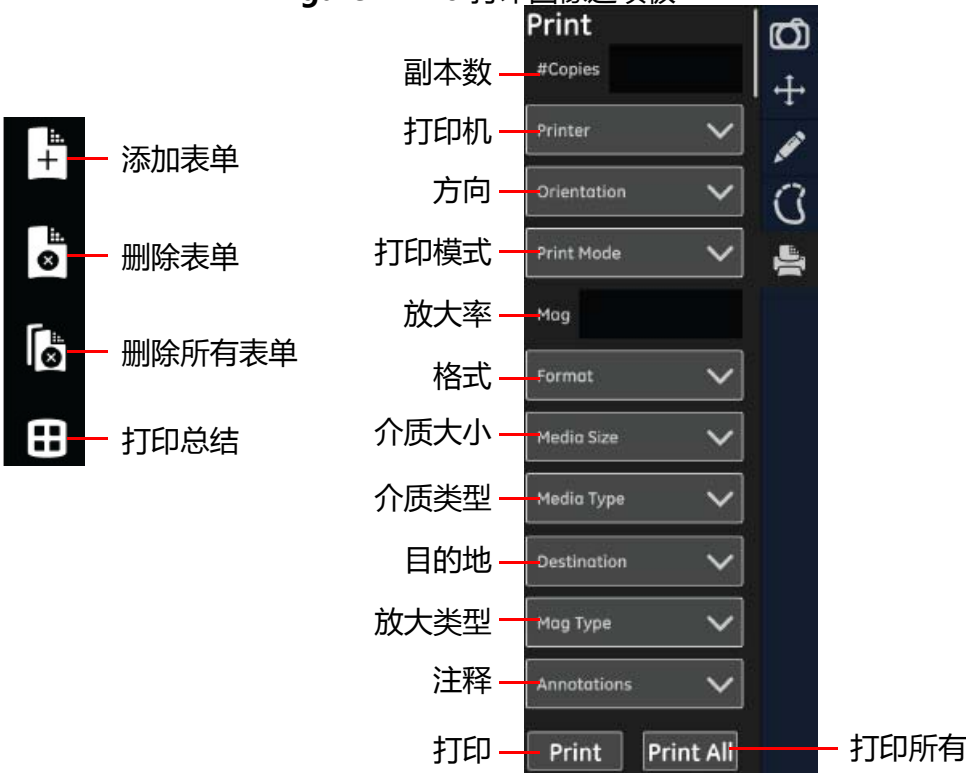 Print
副本数 #Copies
打印机 Printer
添加表单
方向 Orientation
删除表单
打印模式 Print Mode
放大率 Mag
删除所有表单
格式 Format
打印总结
介质大小 Media Size
介质类型 Media Type
目的地 Destination
放大类型 Mag Type
注释 Annotations
打印 Print Print All 打印所有